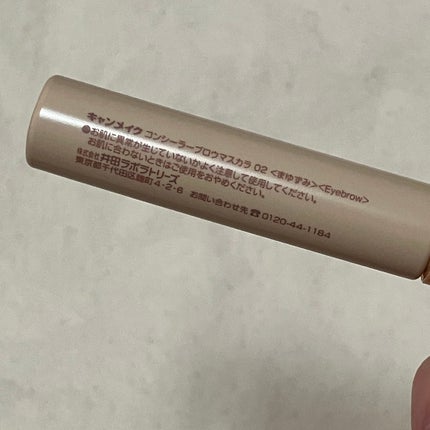 キャンメイク コンシーラーブロウマスカラ 02 <まゆずみ><Eyebrow>
●お肌に異常が生じていないかよく注意して使用してください。
お肌に合わないときはご使用をおやめください。
株式会社 井田ラボラトリーズ
東京都千代田区麹町4-2-6 お問い合わせ先 ☎0120-44-1184